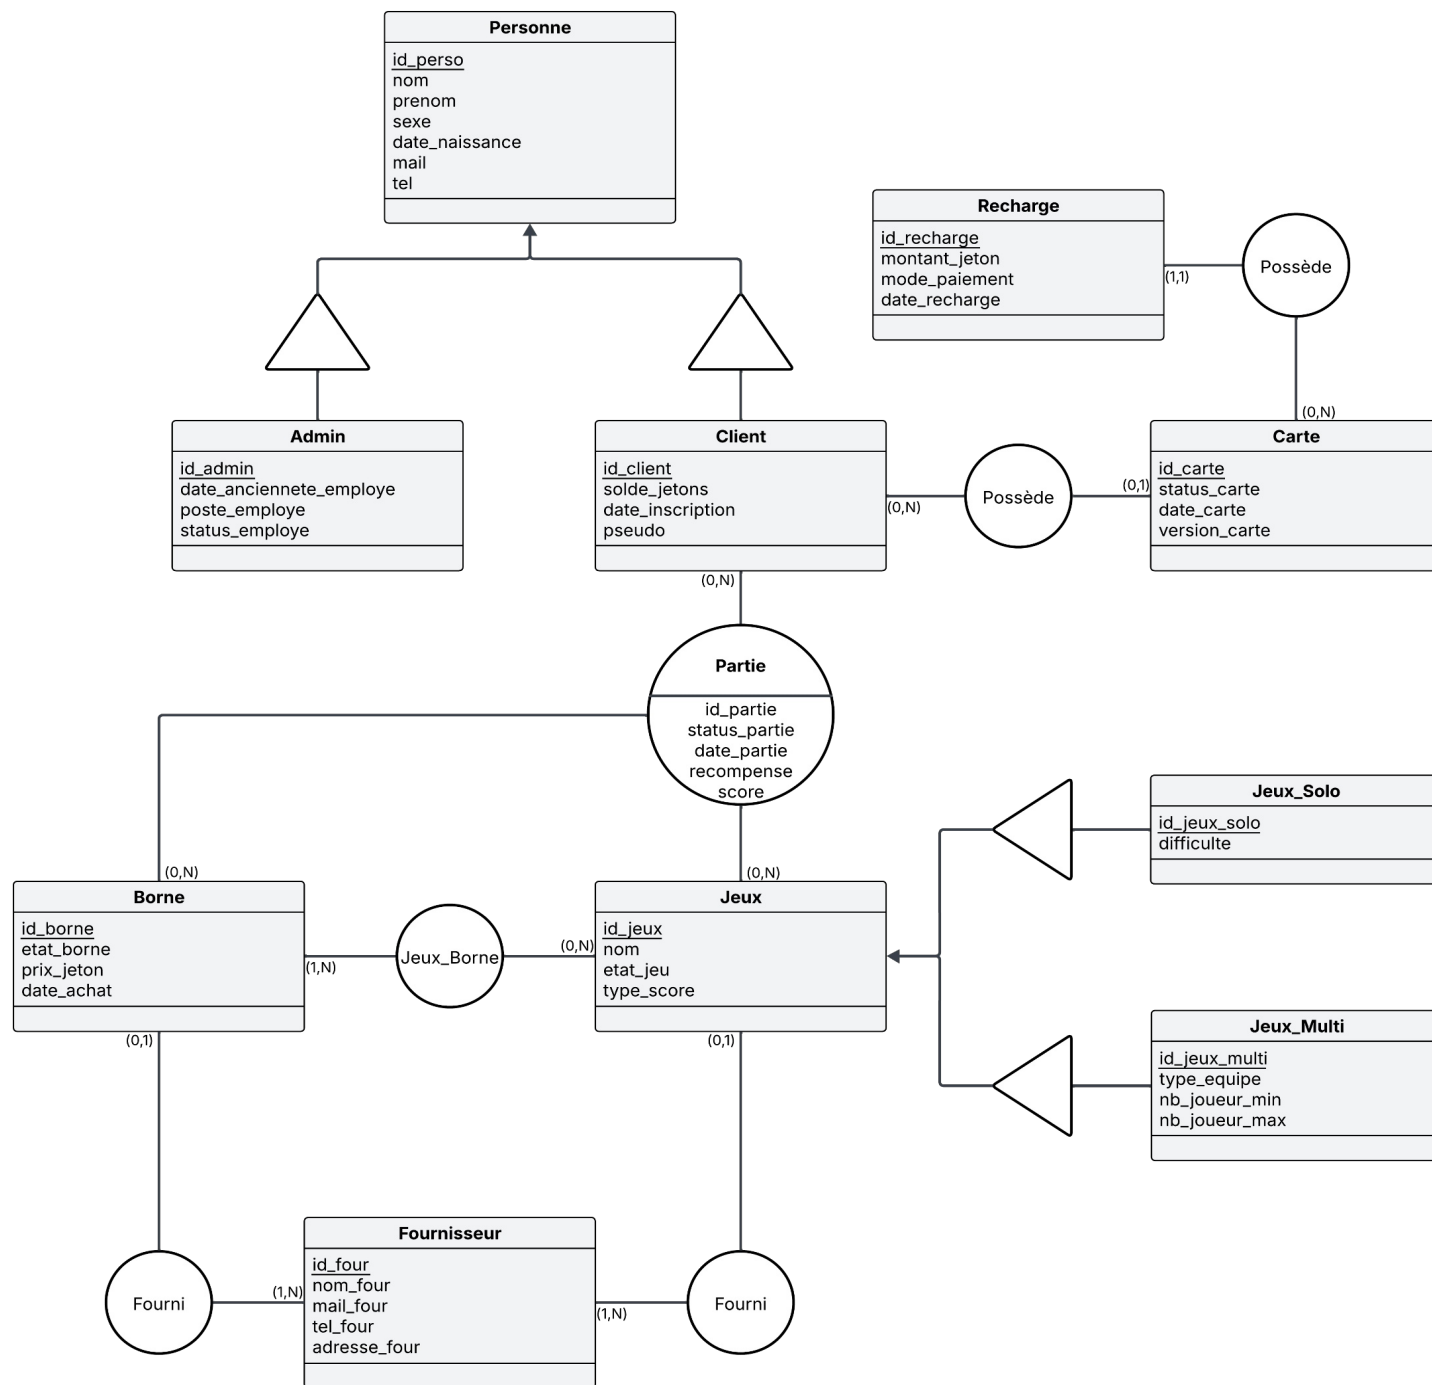 Personne
id_perso
nom
prenom
sexe
date_naissance
mail
tel
Recharge
id_recharge
montant_jeton
mode_paiement
date_recharge
(1,1)
Possède
(0,N)
Admin
id_admin
date_anciennete_employe
poste_employe
status_employe
Client
id_client
solde_jetons
date_inscription
pseudo
(0,N)
Possède
(0,1)
Carte
id_carte
status_carte
date_carte
version_carte
(0,N)
Partie
id_partie
status_partie
date_partie
recompense
score
(0,N)
(0,N)
Jeux_Solo
id_jeux_solo
difficulte
Borne
id_borne
etat_borne
prix_jeton
date_achat
(1,N)
Jeux_Borne
(0,N)
Jeux
id_jeux
nom
etat_jeu
type_score
Jeux_Multi
id_jeux_multi
type_equipe
nb_joueur_min
nb_joueur_max
(0,1)
(0,1)
Fourni
(1,N)
Fournisseur
id_four
nom_four
mail_four
tel_four
adresse_four
(1,N)
Fourni